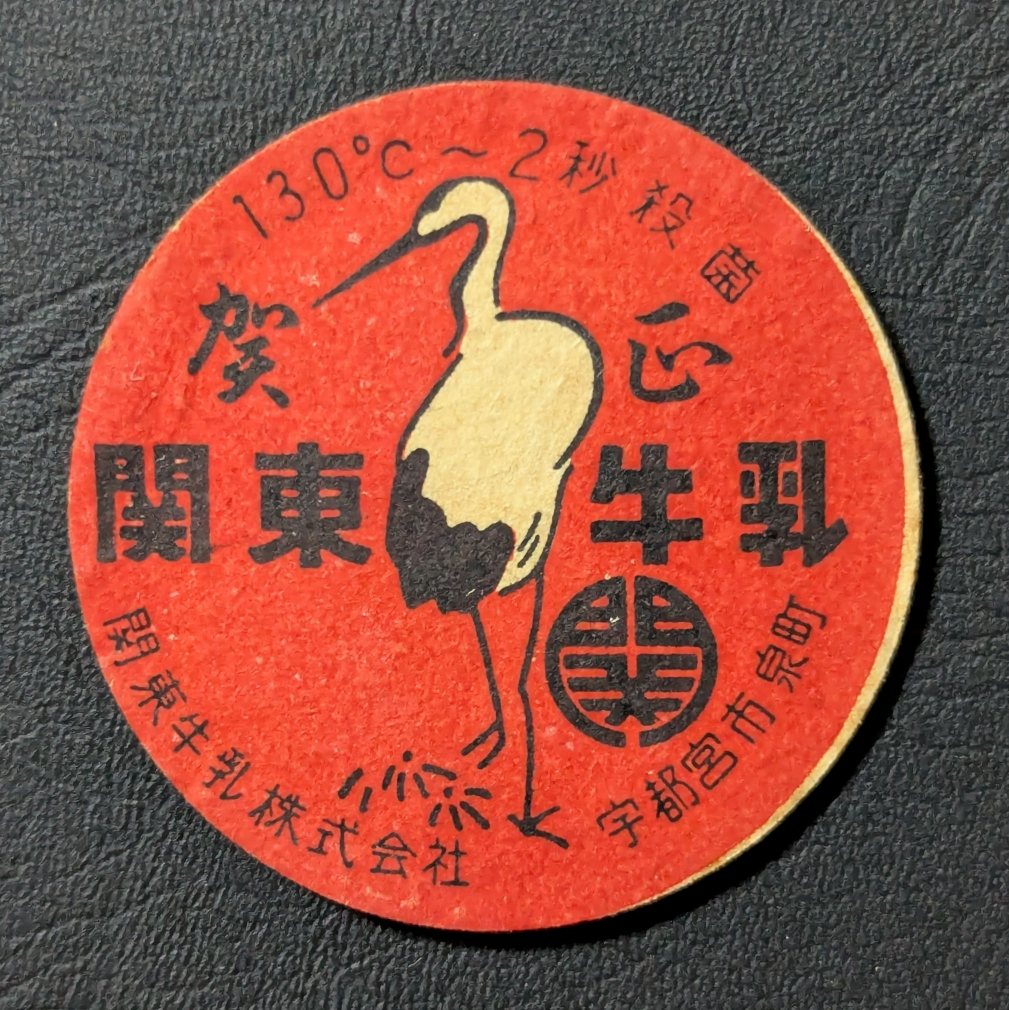 130°C～2秒殺菌
賀正
関東牛
関東牛乳株式会社
宇都宮市泉町